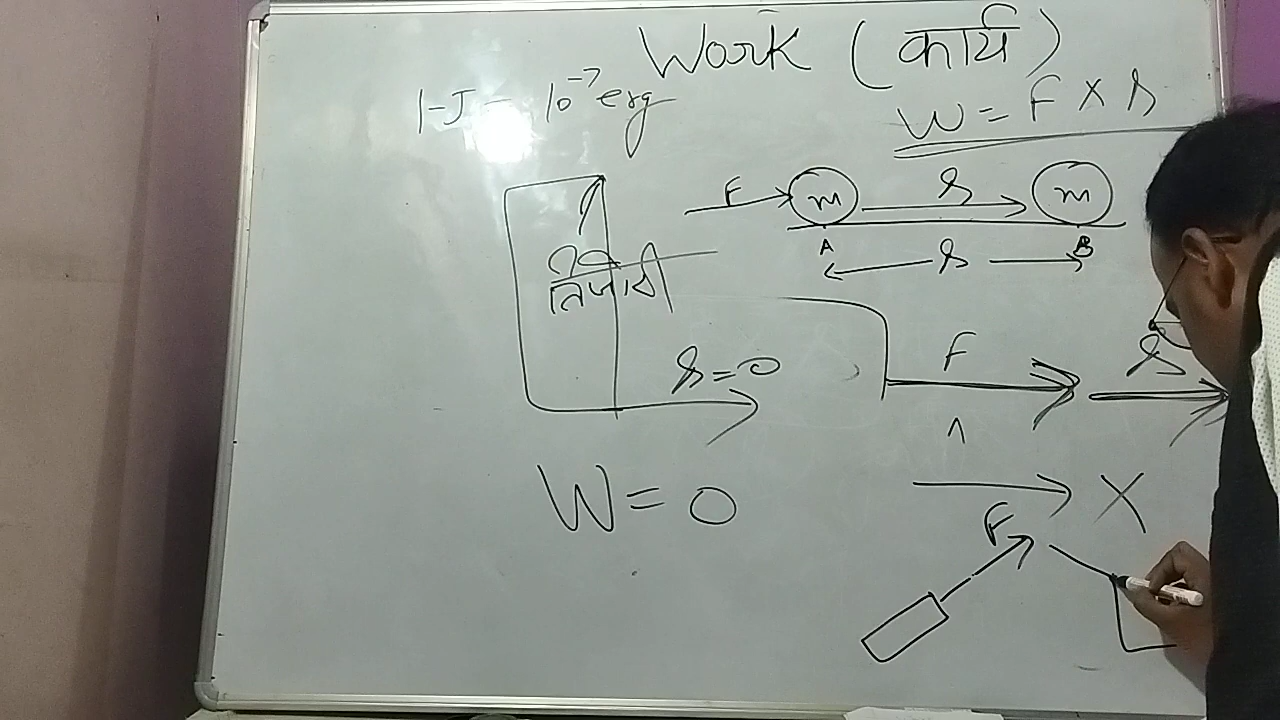 Work (कार्य)
1-J = 10⁻⁷ erg
W = F × s
F m s m
A B
s
तिजोरी
F s
s = 0
W = 0
X
F